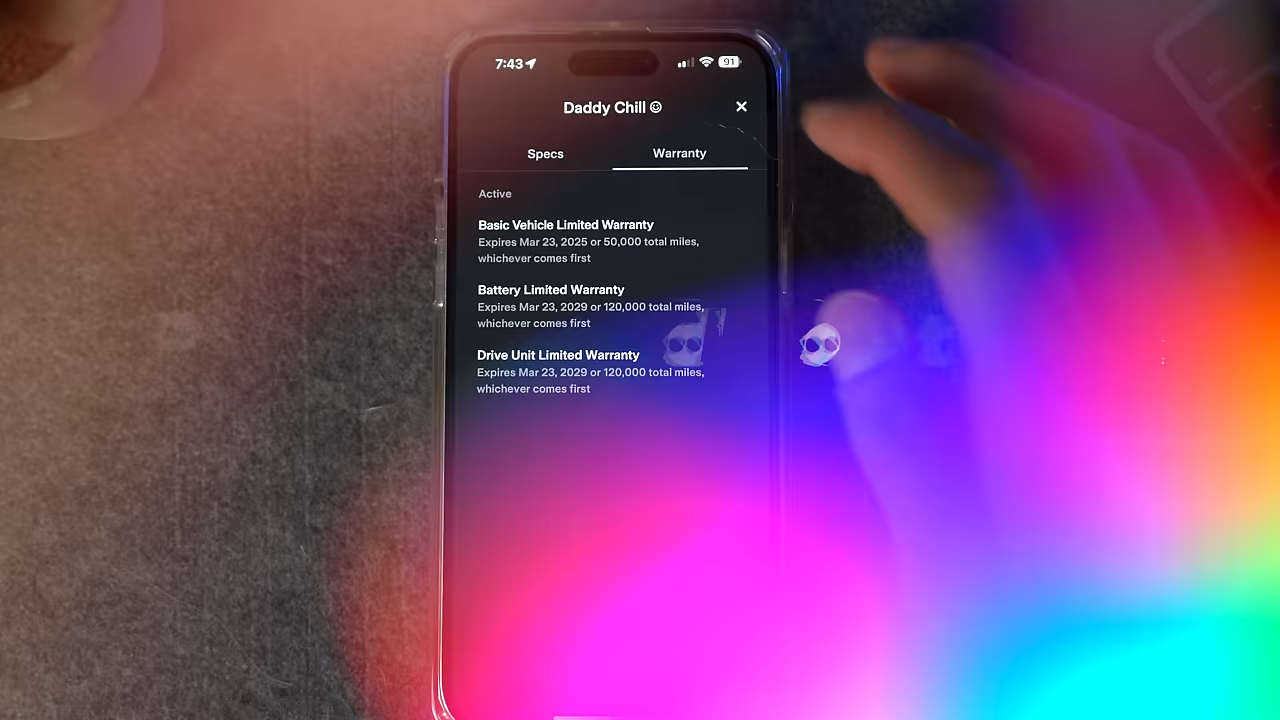 7:43
91
Daddy Chill ☺
Specs
Warranty
Active
Basic Vehicle Limited Warranty
Expires Mar 23, 2025 or 50,000 total miles,
whichever comes first
Battery Limited Warranty
Expires Mar 23, 2029 or 120,000 total miles,
whichever comes first
Drive Unit Limited Warranty
Expires Mar 23, 2029 or 120,000 total miles,
whichever comes first